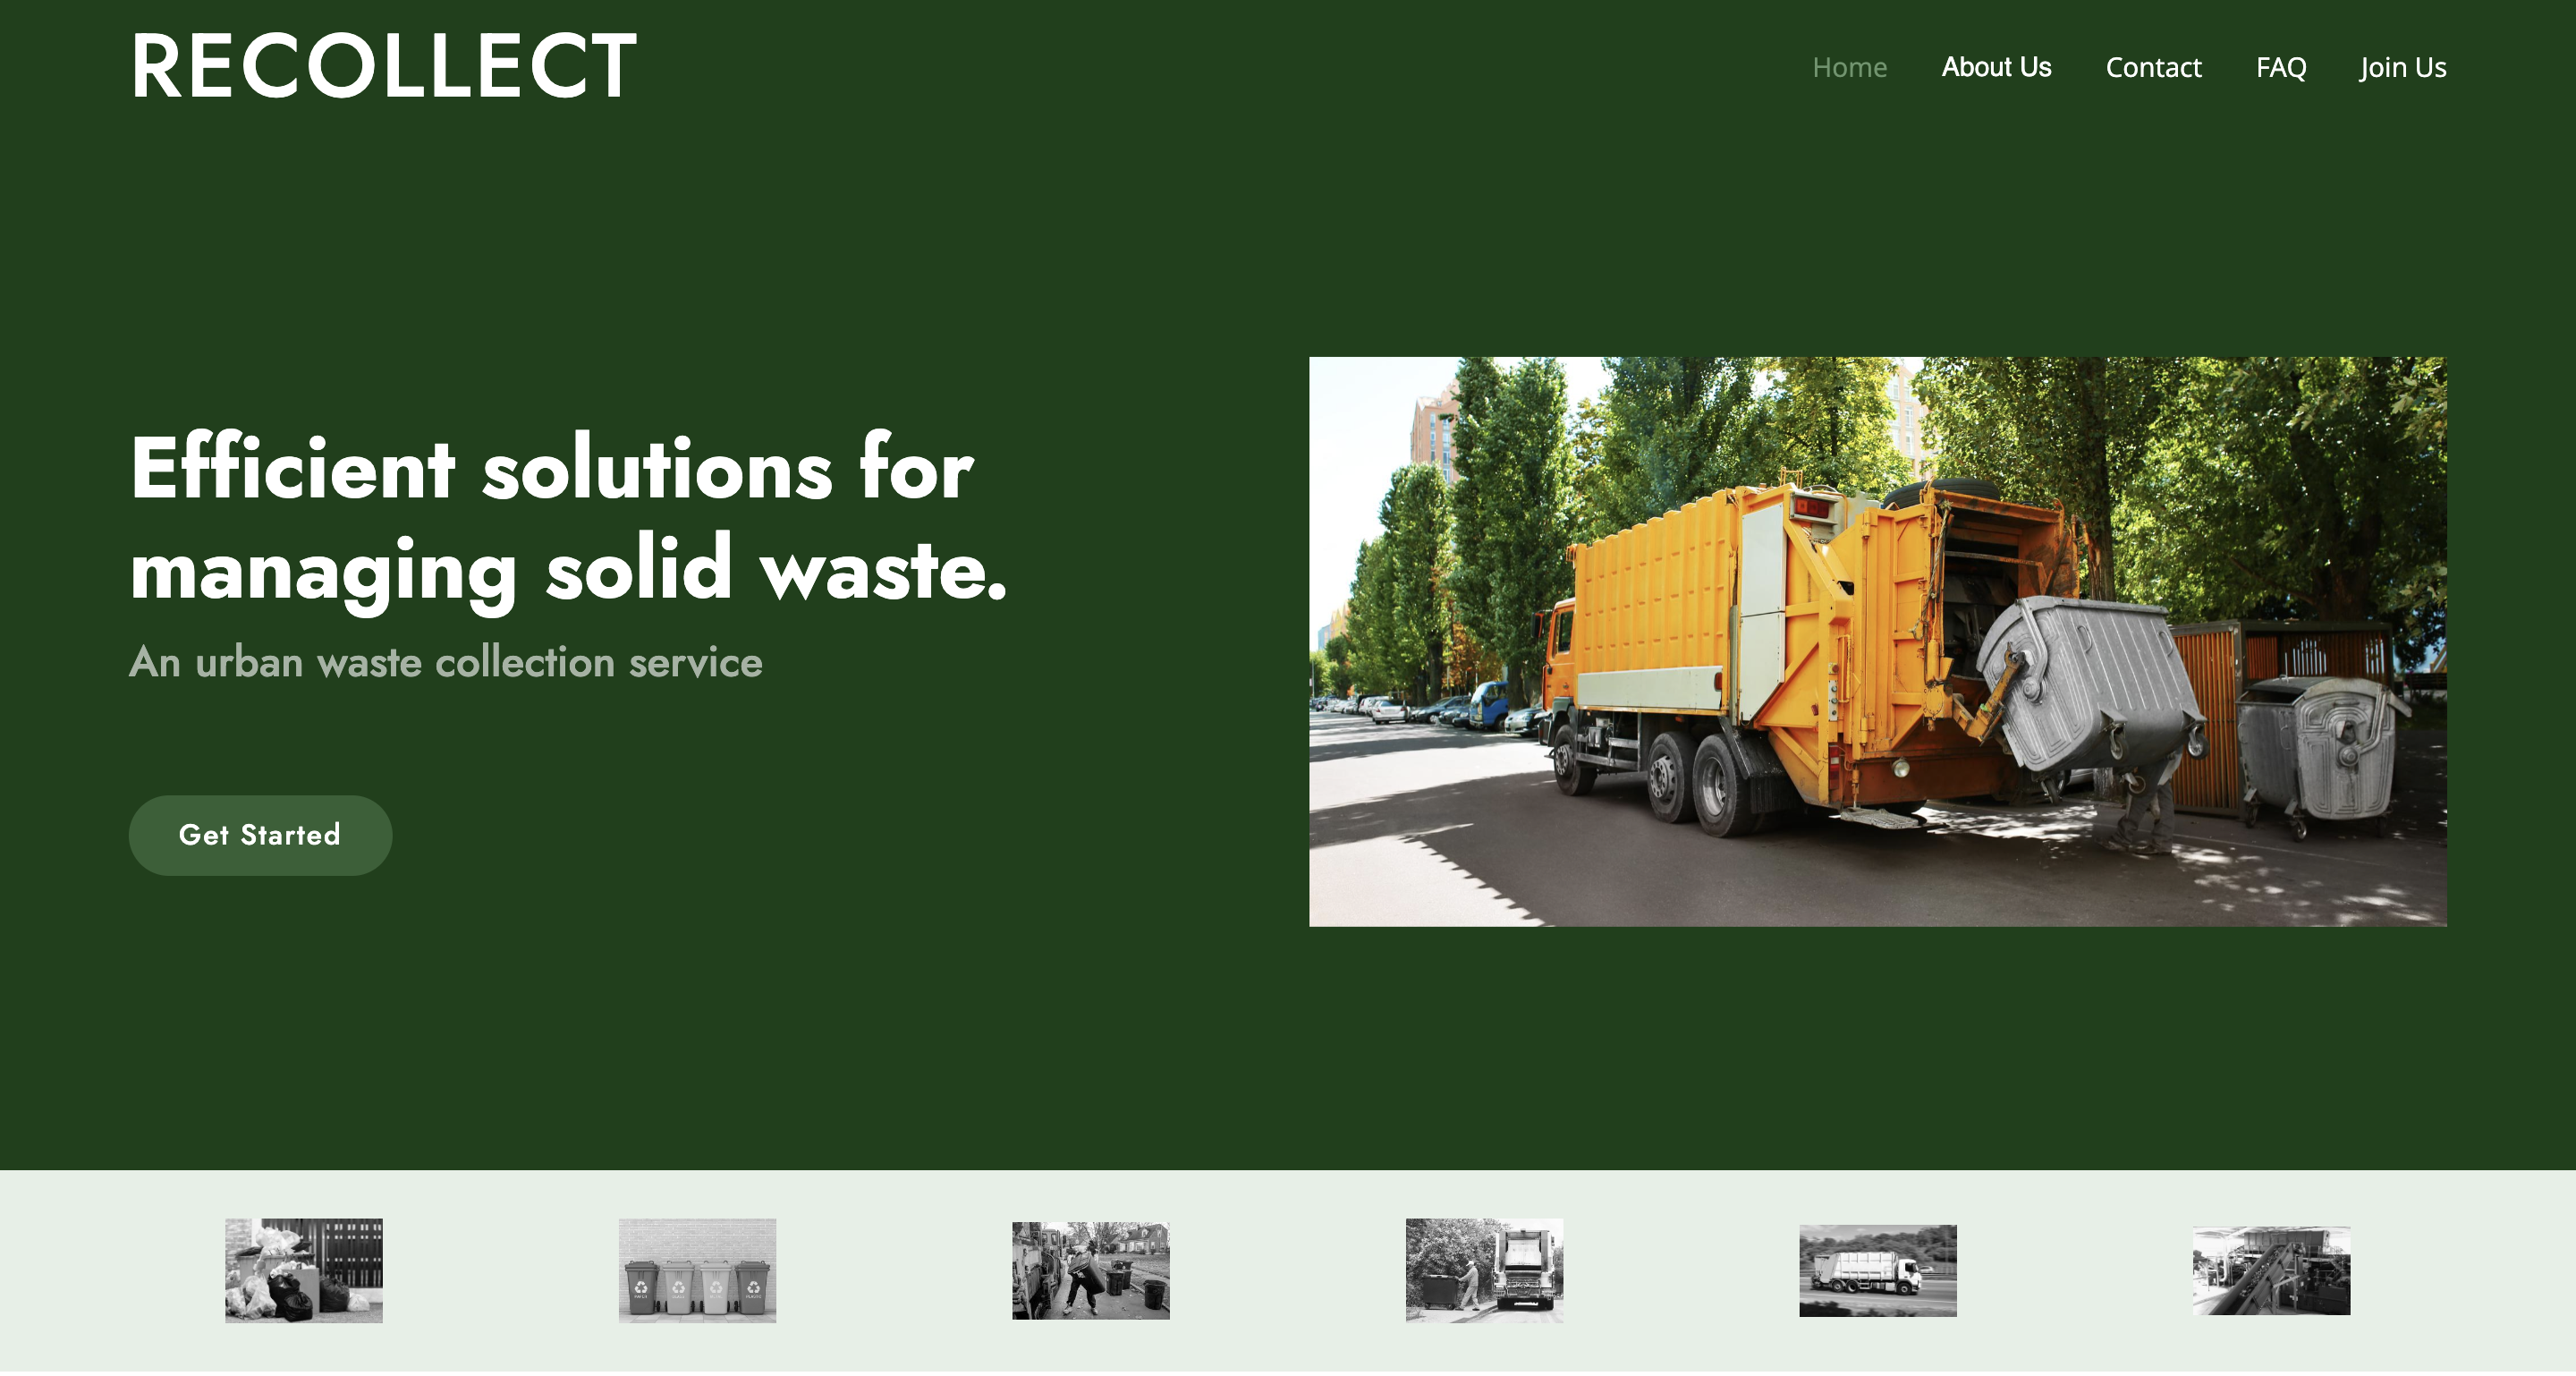 RECOLLECT
Home About Us Contact FAQ Join Us
Efficient solutions for
managing solid waste.
An urban waste collection service
Get Started